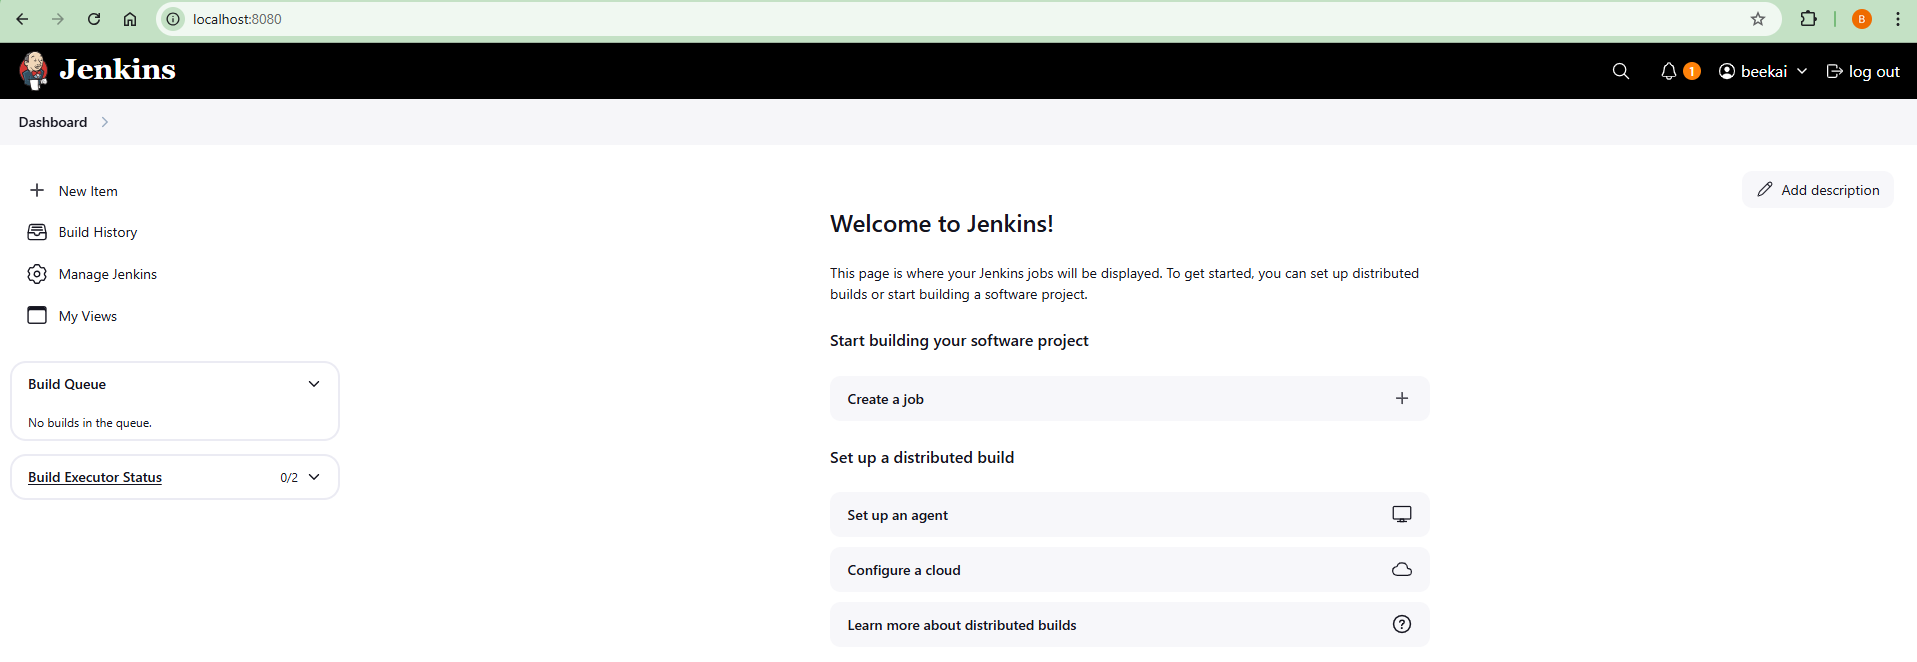 localhost:8080
B
Jenkins
1
beekai
log out
Dashboard
New Item
Build History
Manage Jenkins
My Views
Build Queue
No builds in the queue.
Build Executor Status
0/2
Add description
Welcome to Jenkins!
This page is where your Jenkins jobs will be displayed. To get started, you can set up distributed
builds or start building a software project.
Start building your software project
Create a job
Set up a distributed build
Set up an agent
Configure a cloud
Learn more about distributed builds